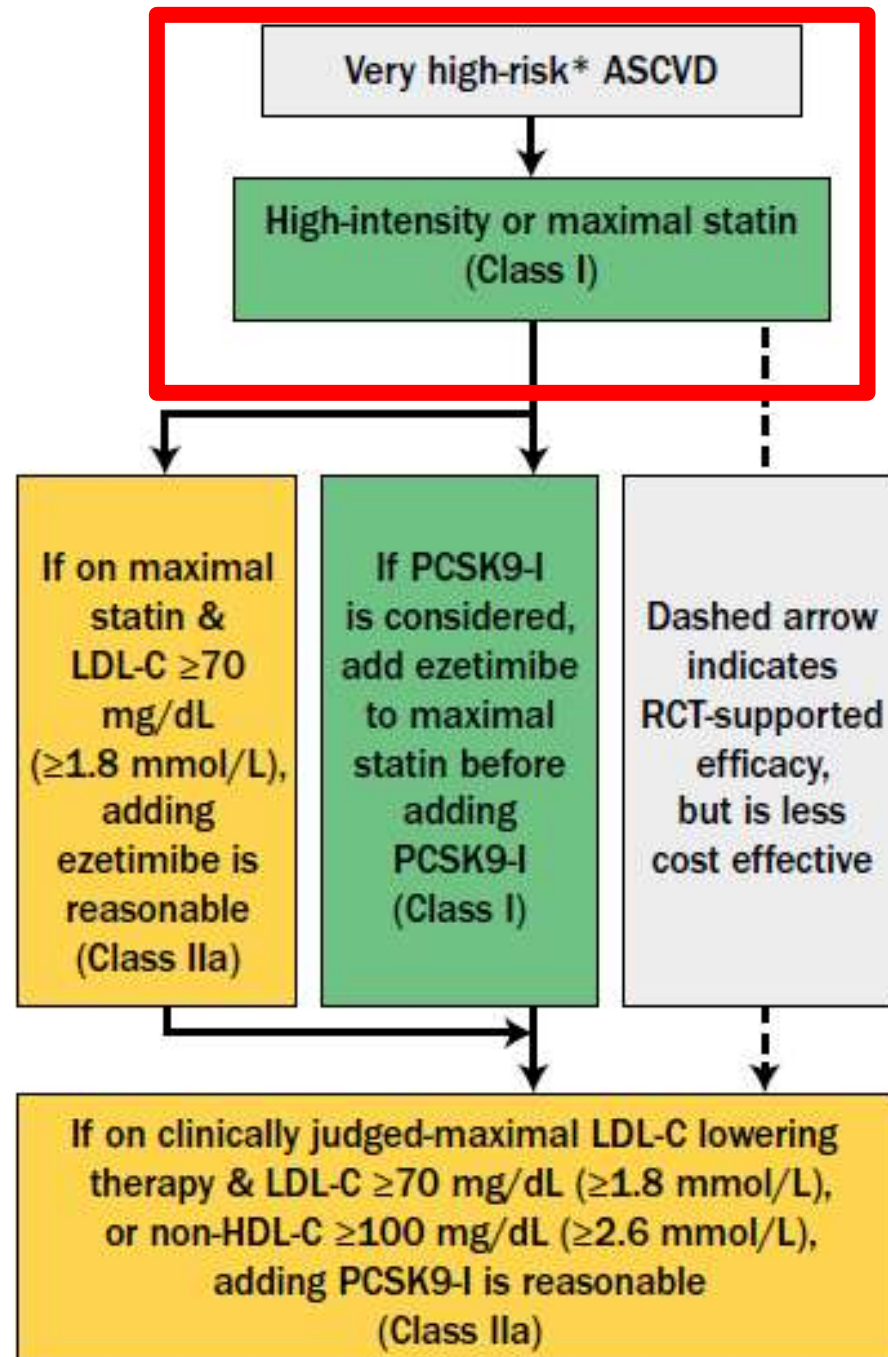 Very high-risk* ASCVD
High-intensity or maximal statin
(Class I)
If on maximal
statin &
LDL-C ≥70
mg/dL
(≥1.8 mmol/L),
adding
ezetimibe is
reasonable
(Class IIa)
If PCSK9-I
is considered,
add ezetimibe
to maximal
statin before
adding
PCSK9-I
(Class I)
Dashed arrow
indicates
RCT-supported
efficacy,
but is less
cost effective
If on clinically judged-maximal LDL-C lowering
therapy & LDL-C ≥70 mg/dL (≥1.8 mmol/L),
or non-HDL-C ≥100 mg/dL (≥2.6 mmol/L),
adding PCSK9-I is reasonable
(Class IIa)